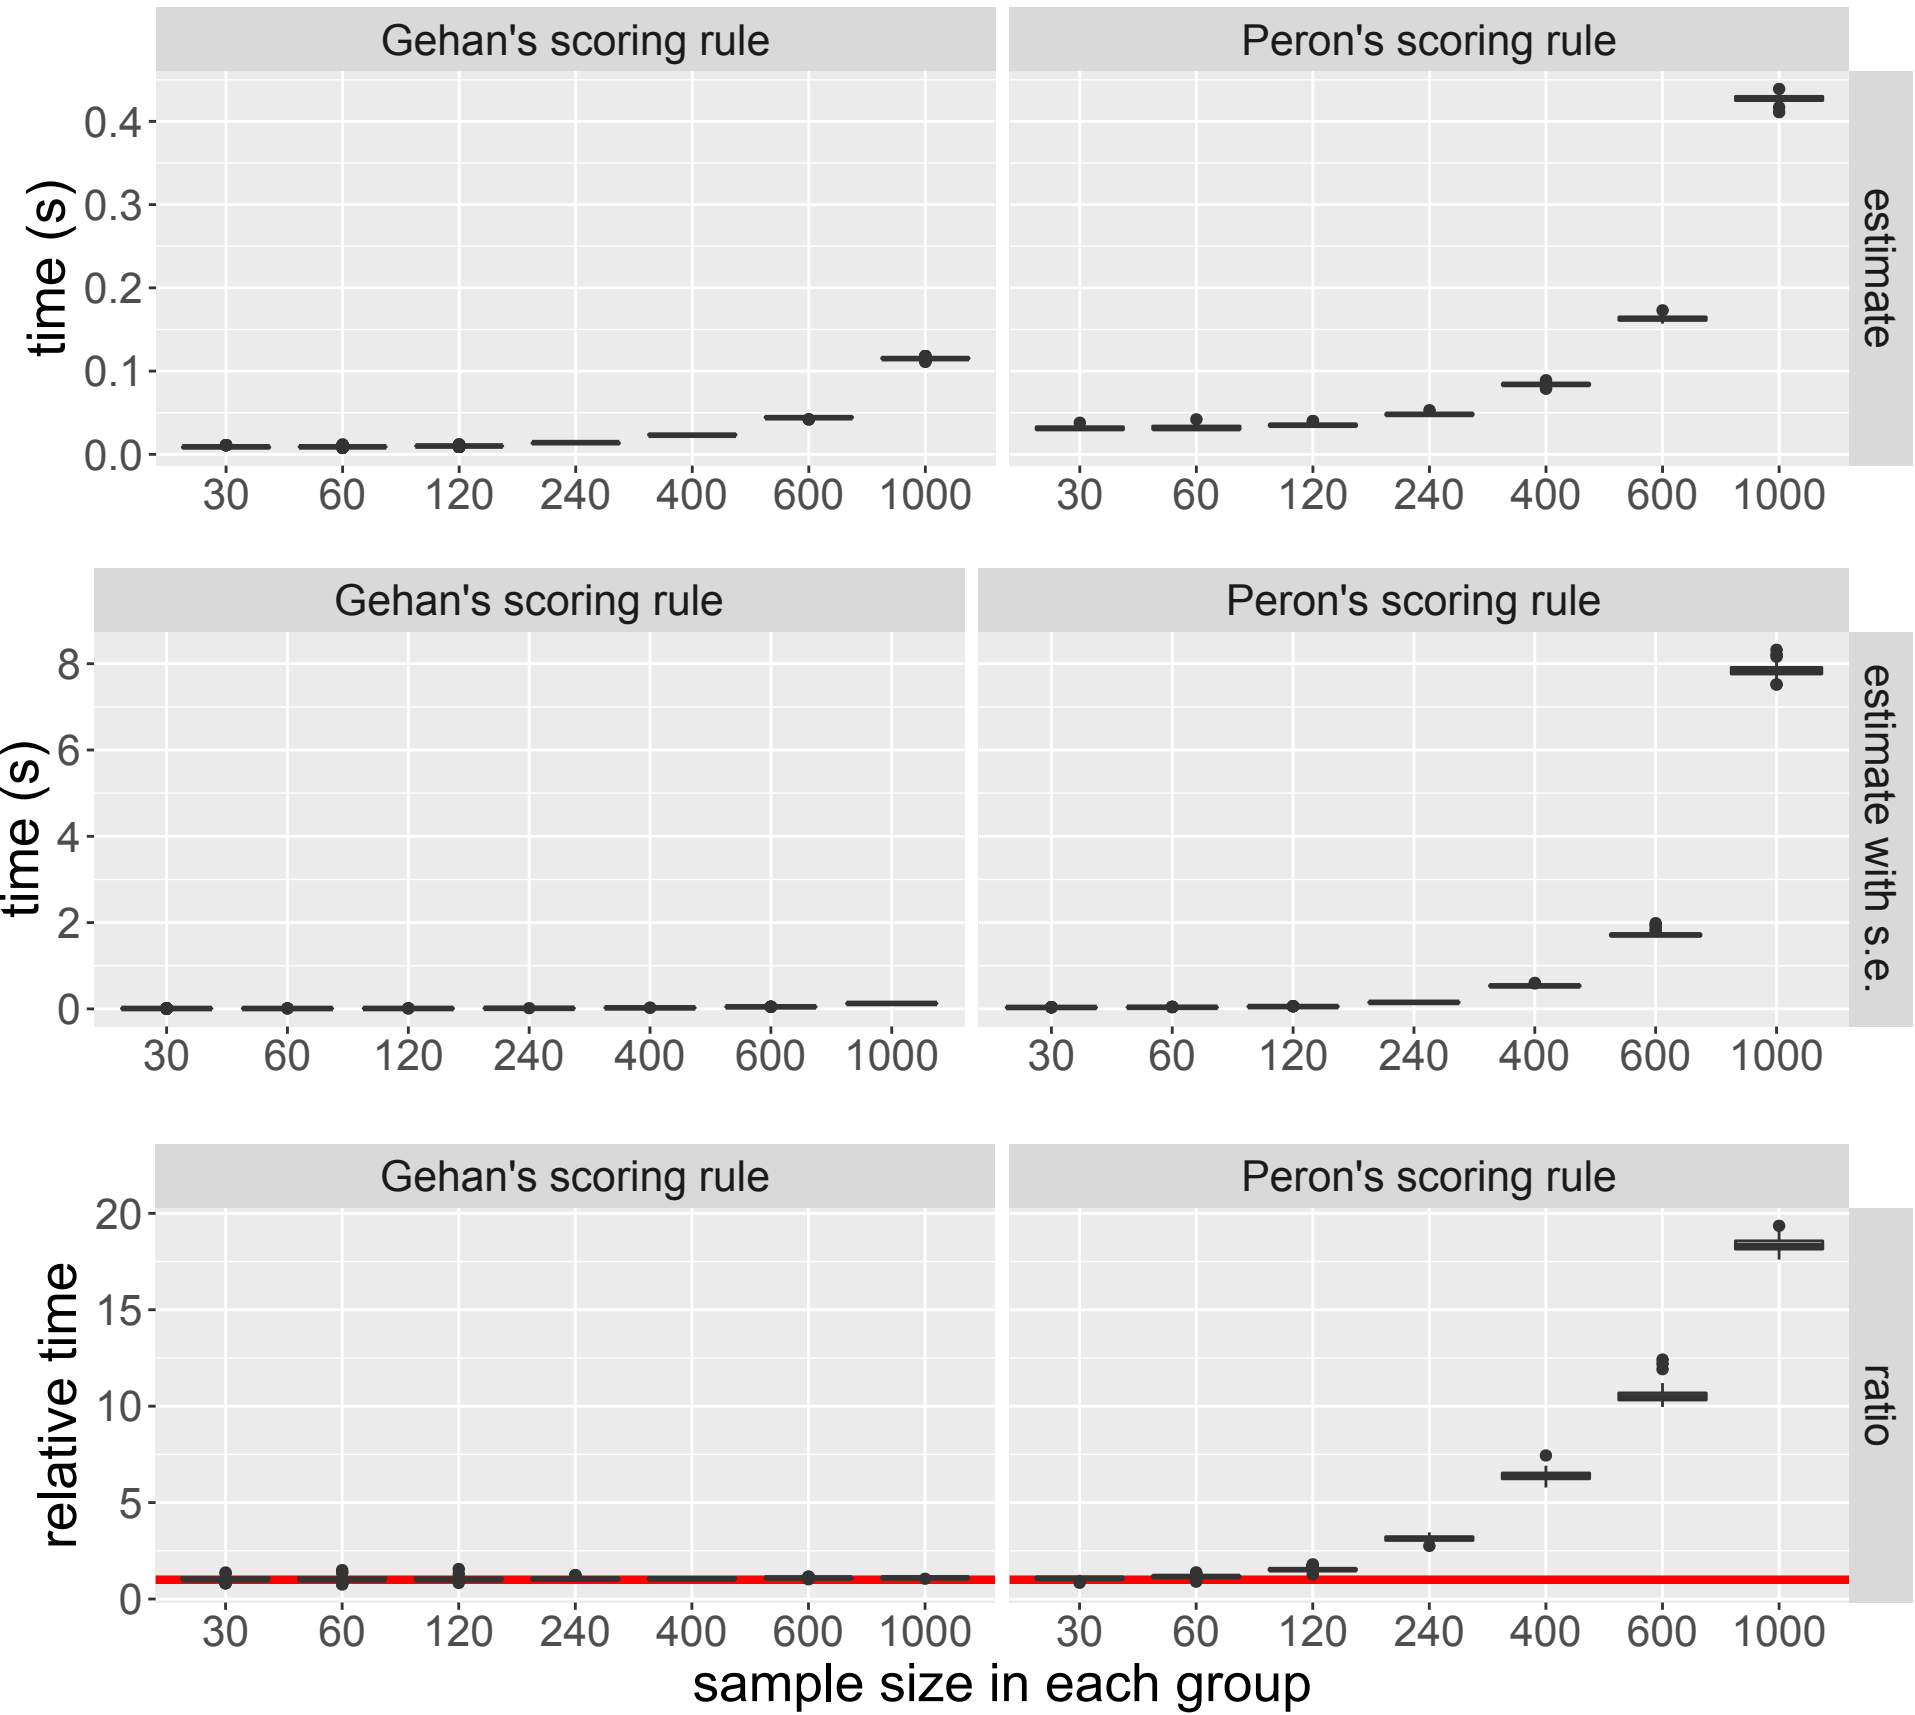 Gehan's scoring rule
Peron's scoring rule
time (s)
0.4
0.3
0.2
0.1
0.0
estimate
30 60 120 240 400 600 1000
30 60 120 240 400 600 1000
Gehan's scoring rule
Peron's scoring rule
time (s)
8
6
4
2
0
estimate with s.e.
30 60 120 240 400 600 1000
30 60 120 240 400 600 1000
Gehan's scoring rule
Peron's scoring rule
relative time
20
15
10
5
0
ratio
30 60 120 240 400 600 1000
30 60 120 240 400 600 1000
sample size in each group